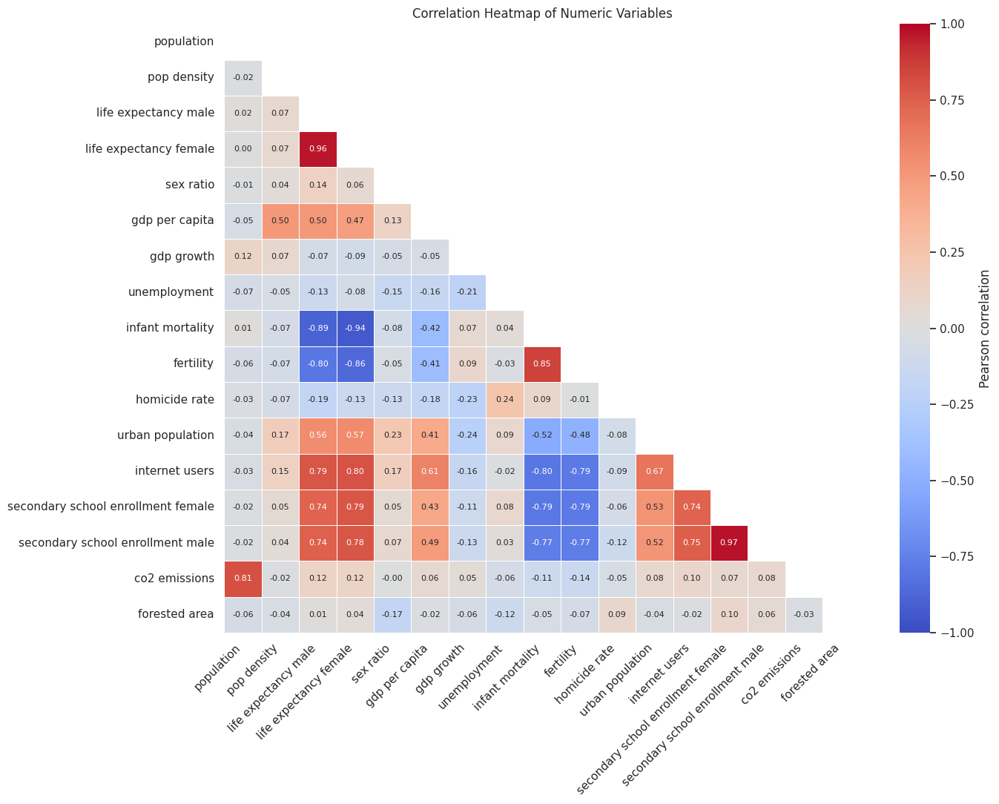 Correlation Heatmap of Numeric Variables
population
pop density -0.02
life expectancy male 0.02 0.07
life expectancy female 0.00 0.07 0.96
sex ratio -0.01 0.04 0.14 0.06
gdp per capita -0.05 0.50 0.50 0.47 0.13
gdp growth 0.12 0.07 -0.07 -0.09 -0.05 -0.05
unemployment -0.07 -0.05 -0.13 -0.08 -0.15 -0.16 -0.21
infant mortality 0.01 -0.07 -0.89 -0.94 -0.08 -0.42 0.07 0.04
fertility -0.06 -0.07 -0.80 -0.86 -0.05 -0.41 0.09 -0.03 0.85
homicide rate -0.03 -0.07 -0.19 -0.13 -0.13 -0.18 -0.23 0.24 0.09 -0.01
urban population -0.04 0.17 0.56 0.57 0.23 0.41 -0.24 0.09 -0.52 -0.48 -0.08
internet users -0.03 0.15 0.79 0.80 0.17 0.61 -0.16 -0.02 -0.80 -0.79 -0.09 0.67
secondary school enrollment female -0.02 0.05 0.74 0.79 0.05 0.43 -0.11 0.08 -0.79 -0.79 -0.06 0.53 0.74
secondary school enrollment male -0.02 0.04 0.74 0.78 0.07 0.49 -0.13 0.03 -0.77 -0.77 -0.12 0.52 0.75 0.97
co2 emissions 0.81 -0.02 0.12 0.12 -0.00 0.06 0.05 -0.06 -0.11 -0.14 -0.05 0.08 0.10 0.07 0.08
forested area -0.06 -0.04 0.01 0.04 -0.17 -0.02 -0.06 -0.12 -0.05 -0.07 0.09 -0.04 -0.02 0.10 0.06 -0.03
population
pop density
life expectancy male
life expectancy female
sex ratio
gdp per capita
gdp growth
unemployment
infant mortality
fertility
homicide rate
urban population
internet users
secondary school enrollment female
secondary school enrollment male
co2 emissions
forested area
1.00
0.75
0.50
0.25
0.00
−0.25
−0.50
−0.75
−1.00
Pearson correlation